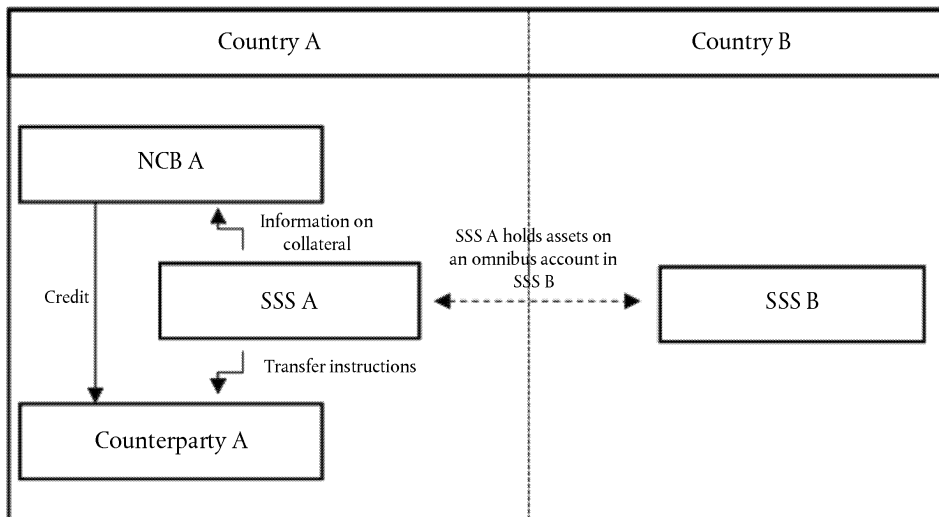 Country A
Country B
NCB A
Information on
collateral
SSS A holds assets on
an omnibus account in
SSS B
Credit
SSS A
SSS B
Transfer instructions
Counterparty A